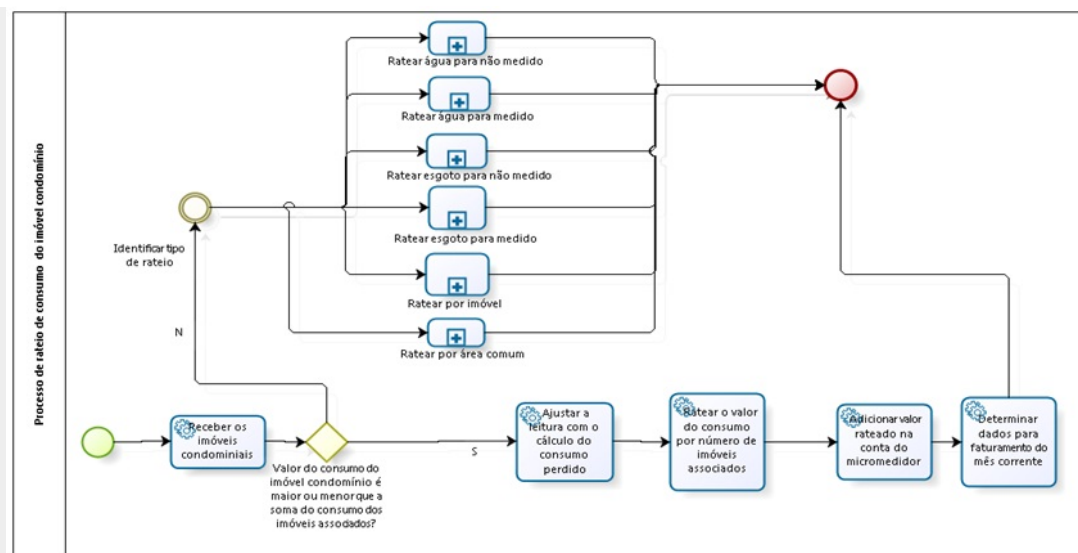 Processo de rateio de consumo do imóvel condomínio
Ratear água para não medido
Ratear água para medido
Ratear esgoto para não medido
Ratear esgoto para medido
Ratear por imóvel
Ratear por área comum
Identificar tipo
de rateio
N
Receber os
imóveis
condominiais
Valor do consumo do
imóvel condomínio é
maior ou menor que a
soma do consumo dos
imóveis associados?
S
Ajustar a
leitura com o
cálculo do
consumo
perdido
Ratear o valor
do consumo
por número de
imóveis
associados
Adicionar valor
rateado na
conta do
micromedidor
Determinar
dados para
faturamento do
mês corrente